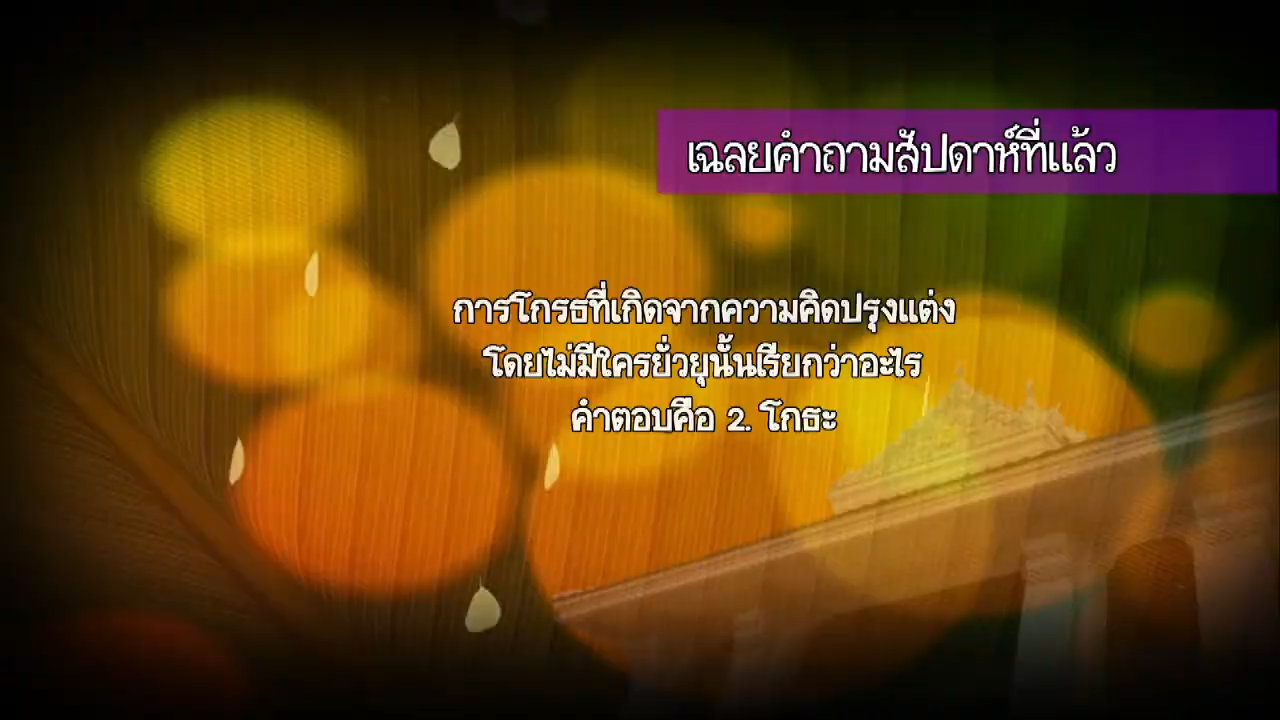 เฉลยคำถามสัปดาห์ที่แล้ว
การโกรธที่เกิดจากความคิดปรุงแต่ง
โดยไม่มีใครยั่วยุนั้นเรียกว่าอะไร
คำตอบคือ 2. โกธะ